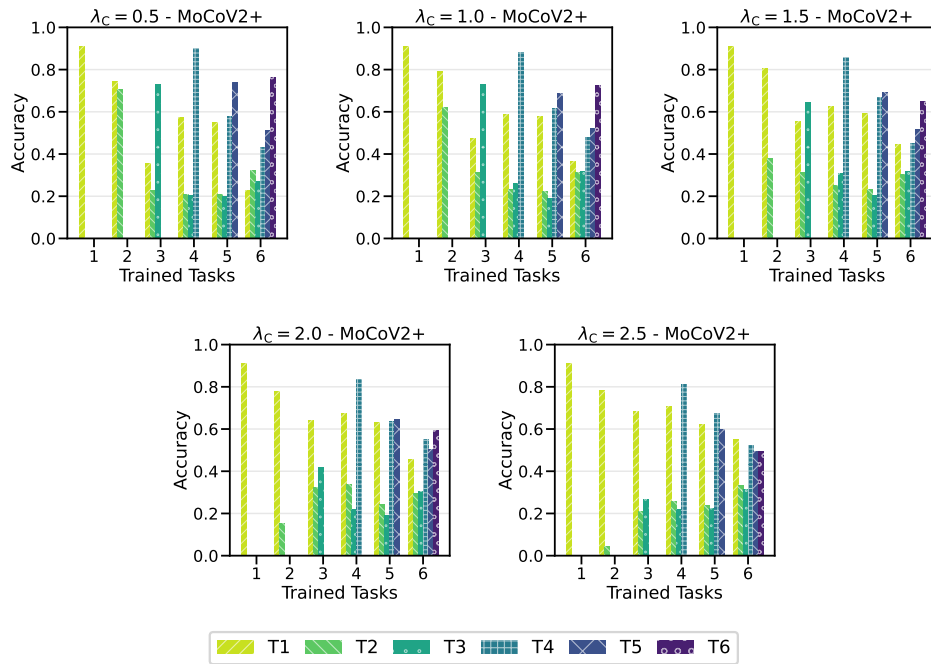 λC = 0.5 - MoCoV2+
1.0
0.8
0.6
0.4
0.2
0.0
Accuracy
1 2 3 4 5 6
Trained Tasks
λC = 1.0 - MoCoV2+
1.0
0.8
0.6
0.4
0.2
0.0
Accuracy
1 2 3 4 5 6
Trained Tasks
λC = 1.5 - MoCoV2+
1.0
0.8
0.6
0.4
0.2
0.0
Accuracy
1 2 3 4 5 6
Trained Tasks
λC = 2.0 - MoCoV2+
1.0
0.8
0.6
0.4
0.2
0.0
Accuracy
1 2 3 4 5 6
Trained Tasks
λC = 2.5 - MoCoV2+
1.0
0.8
0.6
0.4
0.2
0.0
Accuracy
1 2 3 4 5 6
Trained Tasks
T1 T2 T3 T4 T5 T6